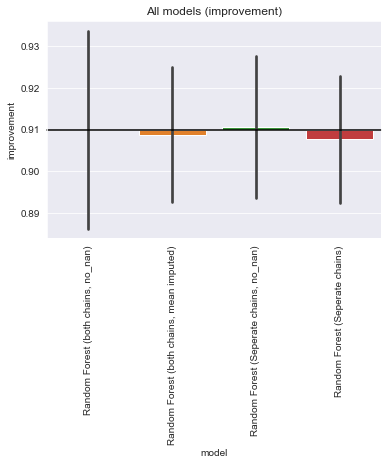 All models (improvement)
improvement
0.93
0.92
0.91
0.90
0.89
Random Forest (both chains, no_nan)
Random Forest (both chains, mean imputed)
Random Forest (Seperate chains, no_nan)
Random Forest (Seperate chains)
model